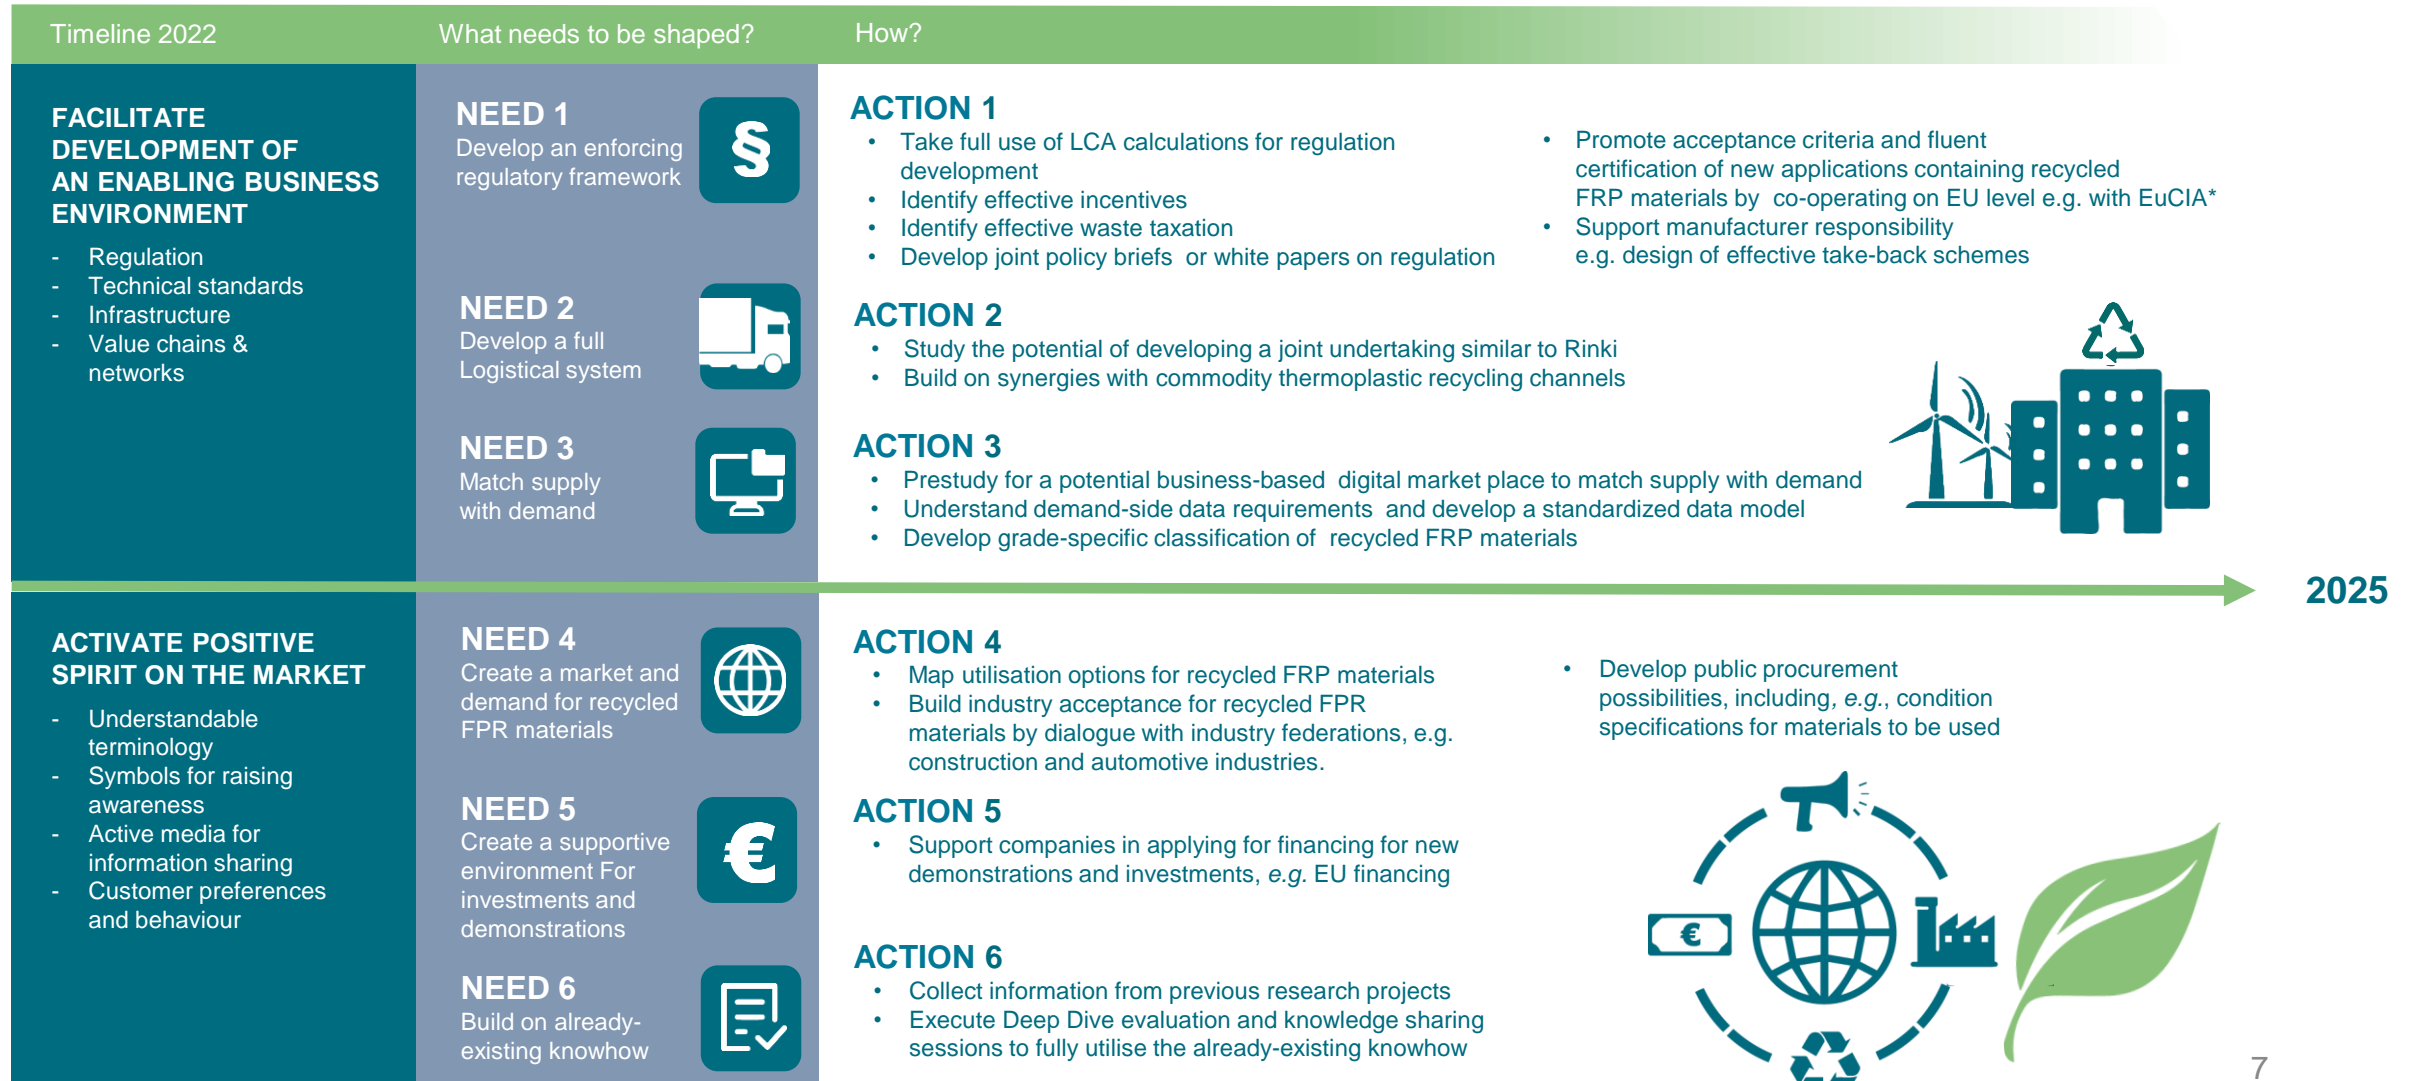 Timeline 2022
What needs to be shaped?
How?
FACILITATE
DEVELOPMENT OF
AN ENABLING BUSINESS
ENVIRONMENT
- Regulation
- Technical standards
- Infrastructure
- Value chains &
networks
NEED 1
Develop an enforcing
regulatory framework
§
ACTION 1
• Take full use of LCA calculations for regulation
development
• Identify effective incentives
• Identify effective waste taxation
• Develop joint policy briefs or white papers on regulation
• Promote acceptance criteria and fluent
certification of new applications containing recycled
FRP materials by co-operating on EU level e.g. with EuCIA*
• Support manufacturer responsibility
e.g. design of effective take-back schemes
NEED 2
Develop a full
Logistical system
ACTION 2
• Study the potential of developing a joint undertaking similar to Rinki
• Build on synergies with commodity thermoplastic recycling channels
NEED 3
Match supply
with demand
ACTION 3
• Prestudy for a potential business-based digital market place to match supply with demand
• Understand demand-side data requirements and develop a standardized data model
• Develop grade-specific classification of recycled FRP materials
2025
ACTIVATE POSITIVE
SPIRIT ON THE MARKET
- Understandable
terminology
- Symbols for raising
awareness
- Active media for
information sharing
- Customer preferences
and behaviour
NEED 4
Create a market and
demand for recycled
FPR materials
ACTION 4
• Map utilisation options for recycled FRP materials
• Build industry acceptance for recycled FPR
materials by dialogue with industry federations, e.g.
construction and automotive industries.
• Develop public procurement
possibilities, including, e.g., condition
specifications for materials to be used
NEED 5
Create a supportive
environment For
investments and
demonstrations
€
ACTION 5
• Support companies in applying for financing for new
demonstrations and investments, e.g. EU financing
NEED 6
Build on already-
existing knowhow
ACTION 6
• Collect information from previous research projects
• Execute Deep Dive evaluation and knowledge sharing
sessions to fully utilise the already-existing knowhow
€
7